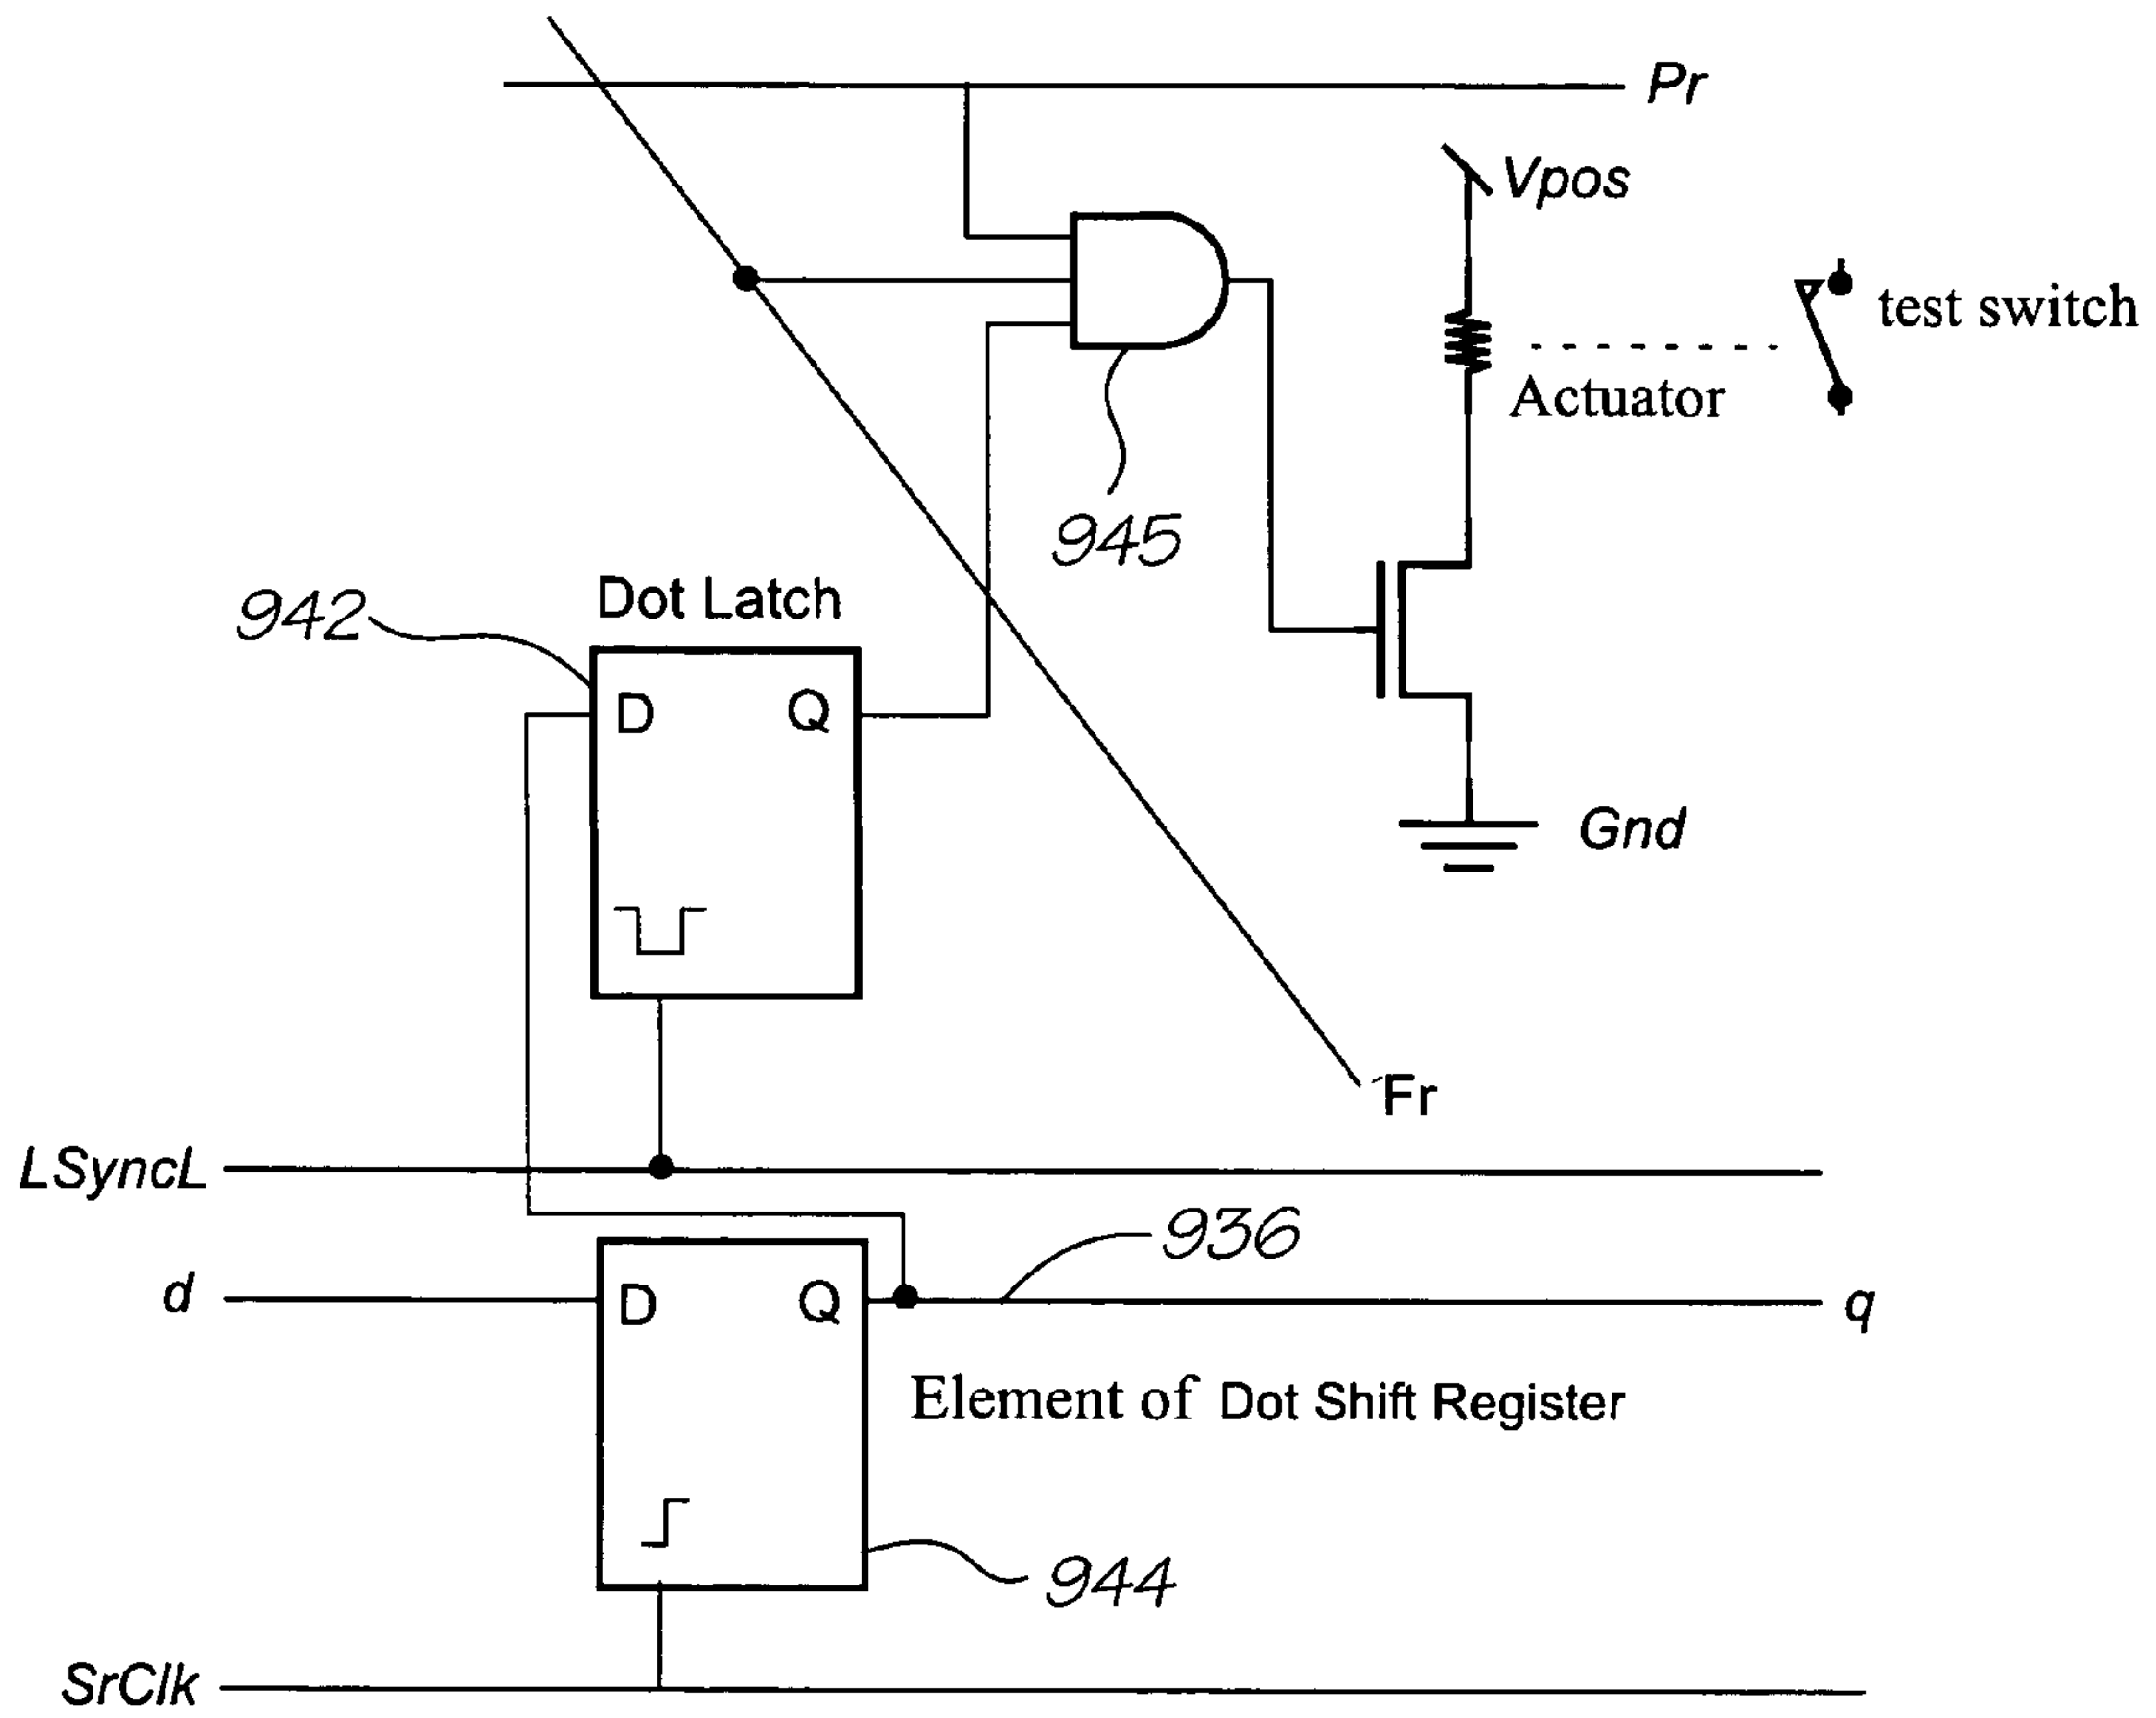 Pr
Vpos
test switch
Actuator
945
942
Dot Latch
D Q
Gnd
Fr
LSyncL
936
d
D Q
q
Element of Dot Shift Register
944
SrClk